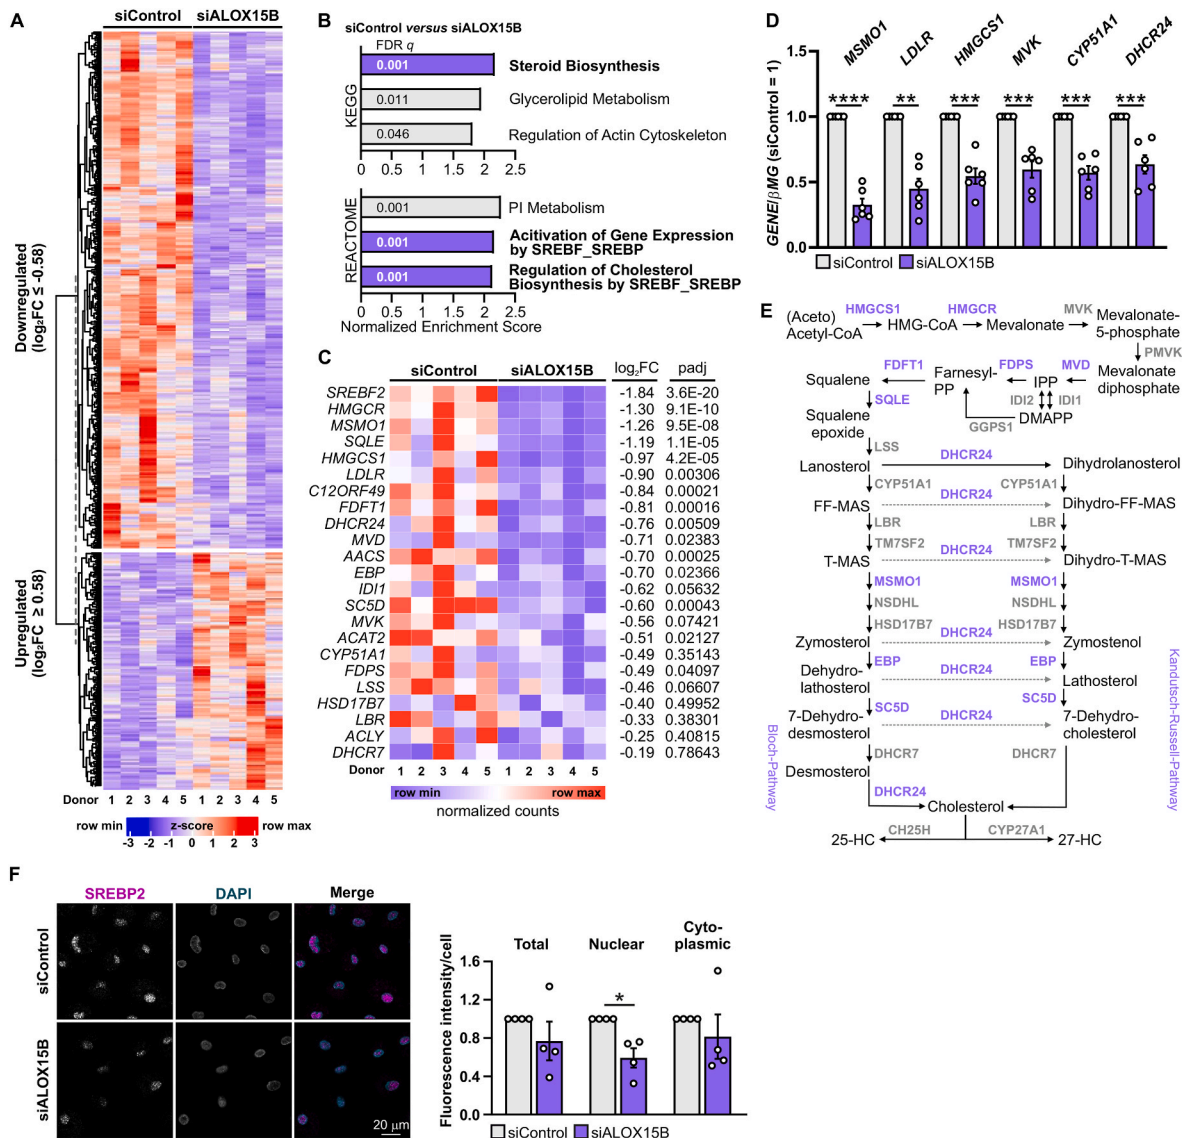 A
siControl siALOX15B
Downregulated
(log₂FC ≤ -0.58)
Upregulated
(log₂FC ≥ 0.58)
Donor 1 2 3 4 5 1 2 3 4 5
row min z-score row max
-3 -2 -1 0 1 2 3
B
siControl versus siALOX15B
FDR q
KEGG
0.001 Steroid Biosynthesis
0.011 Glycerolipid Metabolism
0.046 Regulation of Actin Cytoskeleton
0 0.5 1 1.5 2 2.5
REACTOME
0.001 PI Metabolism
0.001 Acitivation of Gene Expression
by SREBF_SREBP
0.001 Regulation of Cholesterol
Biosynthesis by SREBF_SREBP
0 0.5 1 1.5 2 2.5
Normalized Enrichment Score
C
siControl siALOX15B log₂FC padj
SREBF2 -1.84 3.6E-20
HMGCR -1.30 9.1E-10
MSMO1 -1.26 9.5E-08
SQLE -1.19 1.1E-05
HMGCS1 -0.97 4.2E-05
LDLR -0.90 0.00306
C12ORF49 -0.84 0.00021
FDFT1 -0.81 0.00016
DHCR24 -0.76 0.00509
MVD -0.71 0.02383
AACS -0.70 0.00025
EBP -0.70 0.02366
IDI1 -0.62 0.05632
SC5D -0.60 0.00043
MVK -0.56 0.07421
ACAT2 -0.51 0.02127
CYP51A1 -0.49 0.35143
FDPS -0.49 0.04097
LSS -0.46 0.06607
HSD17B7 -0.40 0.49952
LBR -0.33 0.38301
ACLY -0.25 0.40815
DHCR7 -0.19 0.78643
Donor 1 2 3 4 5 1 2 3 4 5
row min row max
normalized counts
D
MSMO1 LDLR HMGCS1 MVK CYP51A1 DHCR24
GENE/βMG (siControl = 1)
1.5
1.0
0.5
0.0
**** ** *** *** *** ***
siControl siALOX15B
E
(Aceto)
Acetyl-CoA HMGCS1 HMG-CoA HMGCR Mevalonate MVK Mevalonate-
5-phosphate
PMVK
Squalene FDFT1 Farnesyl-
PP FDPS IPP MVD Mevalonate
diphosphate
SQLE IDI2 IDI1
Squalene
epoxide GGPS1 DMAPP
LSS
Lanosterol DHCR24 Dihydrolanosterol
CYP51A1 CYP51A1
FF-MAS DHCR24 Dihydro-FF-MAS
LBR LBR
TM7SF2 TM7SF2
T-MAS DHCR24 Dihydro-T-MAS
MSMO1 MSMO1
NSDHL NSDHL
HSD17B7 HSD17B7
Zymosterol DHCR24 Zymostenol
EBP EBP
Dehydro-
lathosterol DHCR24 Lathosterol
SC5D SC5D
7-Dehydro-
desmosterol DHCR24 7-Dehydro-
cholesterol
DHCR7 DHCR7
Desmosterol
DHCR24
Cholesterol
CH25H CYP27A1
25-HC 27-HC
Bloch-Pathway
Kandutsch-Russell-Pathway
F
SREBP2 DAPI Merge
siControl
siALOX15B
20 μm
Total Nuclear Cyto-
plasmic
Fluorescence intensity/cell
1.6
1.2
0.8
0.4
0.0
*
siControl siALOX15B